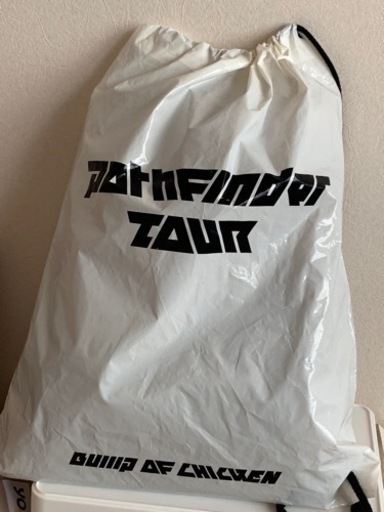 PATHFINDER
TOUR
BUMP OF CHICKEN